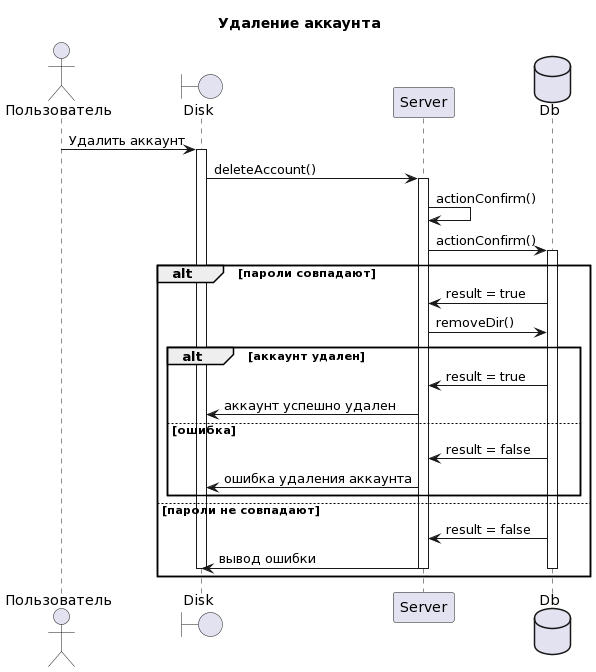 Удаление аккаунта
Пользователь
Disk
Server
Db
Удалить аккаунт
deleteAccount()
actionConfirm()
actionConfirm()
alt [пароли совпадают]
result = true
removeDir()
alt [аккаунт удален]
result = true
аккаунт успешно удален
[ошибка]
result = false
ошибка удаления аккаунта
[пароли не совпадают]
result = false
вывод ошибки
Пользователь
Disk
Server
Db